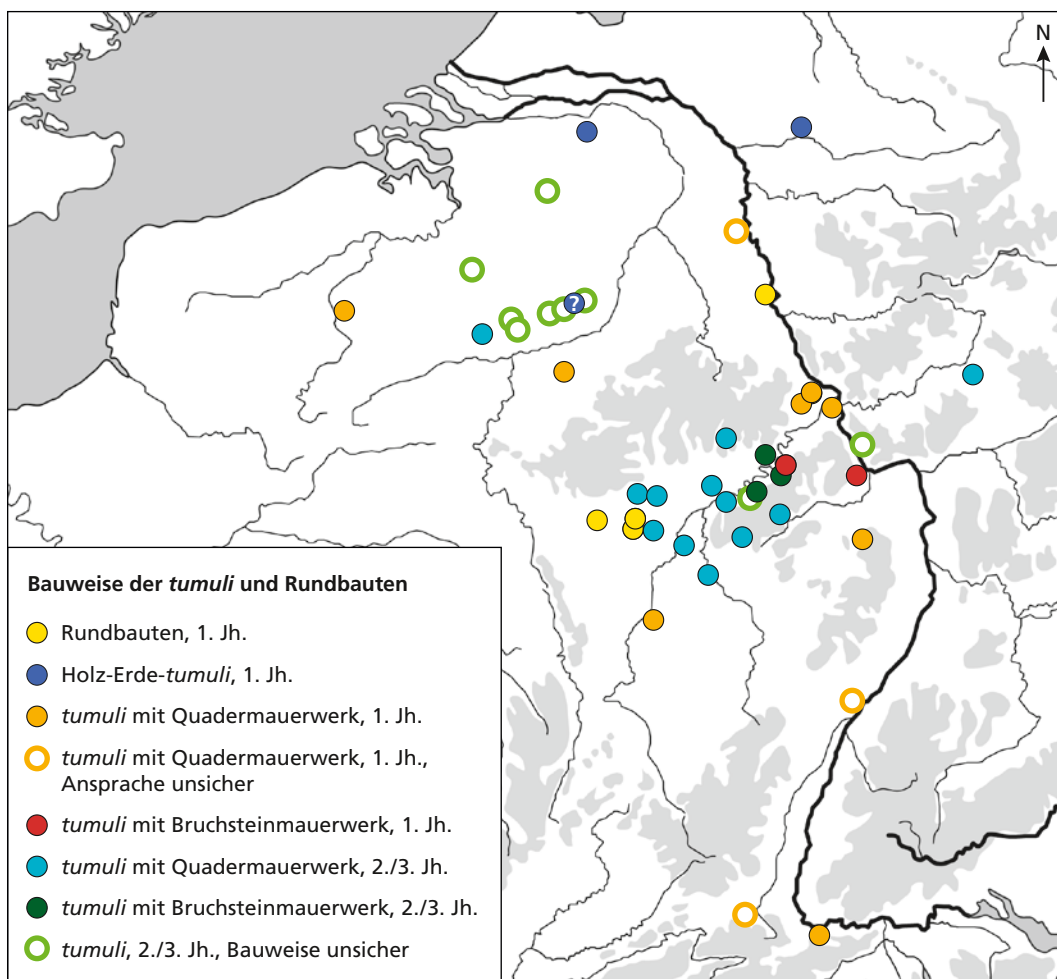 N
?
Bauweise der tumuli und Rundbauten
Rundbauten, 1. Jh.
Holz-Erde-tumuli, 1. Jh.
tumuli mit Quadermauerwerk, 1. Jh.
tumuli mit Quadermauerwerk, 1. Jh.,
Ansprache unsicher
tumuli mit Bruchsteinmauerwerk, 1. Jh.
tumuli mit Quadermauerwerk, 2./3. Jh.
tumuli mit Bruchsteinmauerwerk, 2./3. Jh.
tumuli, 2./3. Jh., Bauweise unsicher